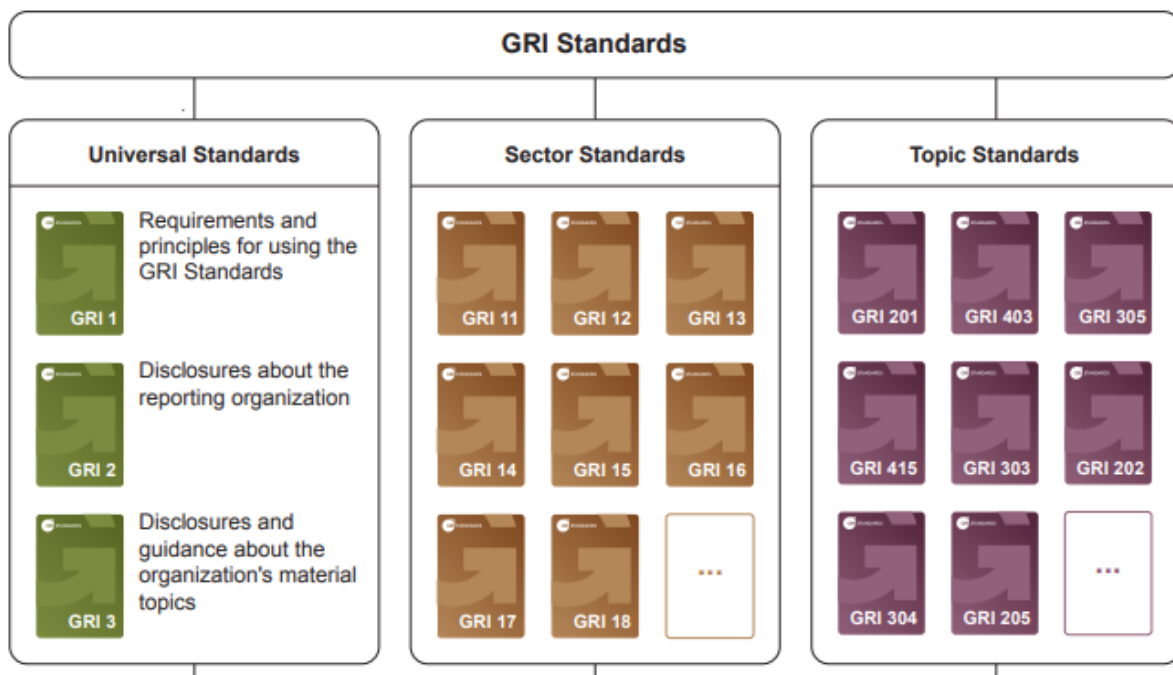 GRI Standards
Universal Standards
Requirements and
principles for using the
GRI Standards
GRI 1
Disclosures about the
reporting organization
GRI 2
Disclosures and
guidance about the
organization's material
topics
GRI 3
Sector Standards
GRI 11
GRI 12
GRI 13
GRI 14
GRI 15
GRI 16
GRI 17
GRI 18
...
Topic Standards
GRI 201
GRI 403
GRI 305
GRI 415
GRI 303
GRI 202
GRI 304
GRI 205
...